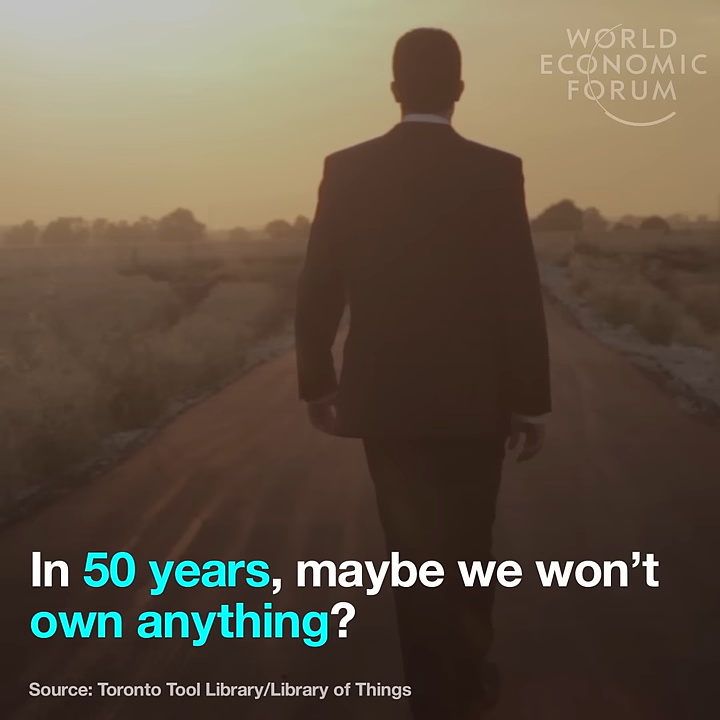 WORLD
ECONOMIC
FORUM
In 50 years, maybe we won't
own anything?
Source: Toronto Tool Library/Library of Things